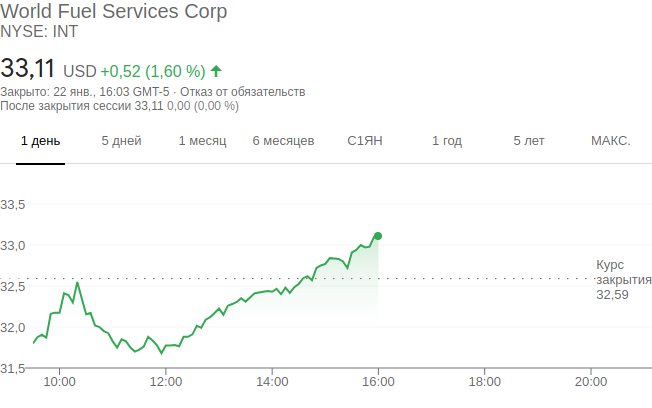 World Fuel Services Corp
NYSE: INT
33,11 USD +0,52 (1,60 %)
Закрыто: 22 янв., 16:03 GMT-5 · Отказ от обязательств
После закрытия сессии 33,11 0,00 (0,00 %)
1 день 5 дней 1 месяц 6 месяцев С1ЯН 1 год 5 лет МАКС.
33,5
33,0
Курс
закрытия
32,59
32,5
32,0
31,5
10:00 12:00 14:00 16:00 18:00 20:00